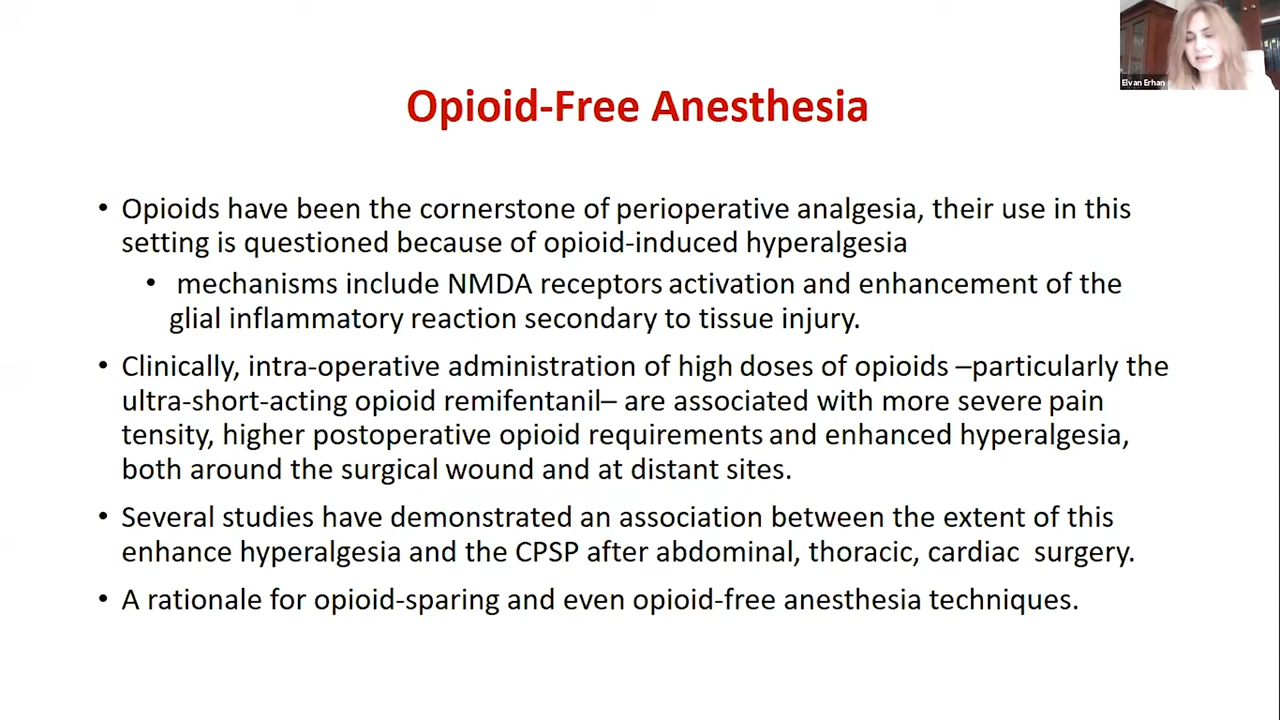 Elvan Erhan
Opioid-Free Anesthesia
• Opioids have been the cornerstone of perioperative analgesia, their use in this
setting is questioned because of opioid-induced hyperalgesia
• mechanisms include NMDA receptors activation and enhancement of the
glial inflammatory reaction secondary to tissue injury.
• Clinically, intra-operative administration of high doses of opioids –particularly the
ultra-short-acting opioid remifentanil– are associated with more severe pain
tensity, higher postoperative opioid requirements and enhanced hyperalgesia,
both around the surgical wound and at distant sites.
• Several studies have demonstrated an association between the extent of this
enhance hyperalgesia and the CPSP after abdominal, thoracic, cardiac surgery.
• A rationale for opioid-sparing and even opioid-free anesthesia techniques.